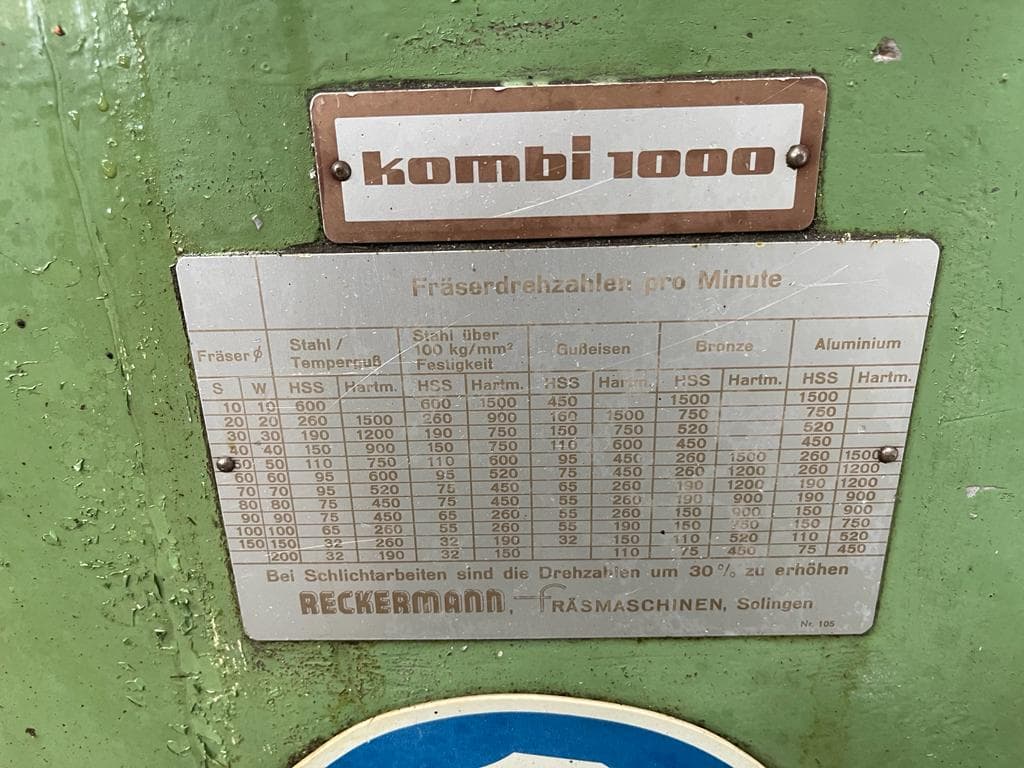 kombi 1000
Fräserdrehzahlen pro Minute
Fräser ϕ Stahl / Temperguß Stahl über 100 kg/mm² Festigkeit Gußeisen Bronze Aluminium
S W HSS Hartm. HSS Hartm. HSS Hartm. HSS Hartm. HSS Hartm.
10 10 600 600 1500 450 1500 1500
20 20 260 1500 260 900 160 1500 750 750
30 30 190 1200 190 750 150 750 520 520
40 40 150 900 150 750 110 600 450 450
50 50 110 750 110 600 95 450 260 1500 260 1500
60 60 95 600 95 520 75 450 260 1200 260 1200
70 70 95 520 75 450 65 260 190 1200 190 1200
80 80 75 450 75 450 55 260 190 900 190 900
90 90 75 450 65 260 55 260 150 900 150 900
100 100 65 260 55 260 55 190 150 750 150 750
150 150 32 260 32 190 32 150 110 520 110 520
200 32 190 32 150 110 75 450 75 450
Bei Schlichtarbeiten sind die Drehzahlen um 30% zu erhöhen
RECKERMANN, FRÄSMASCHINEN, Solingen
Nr. 105